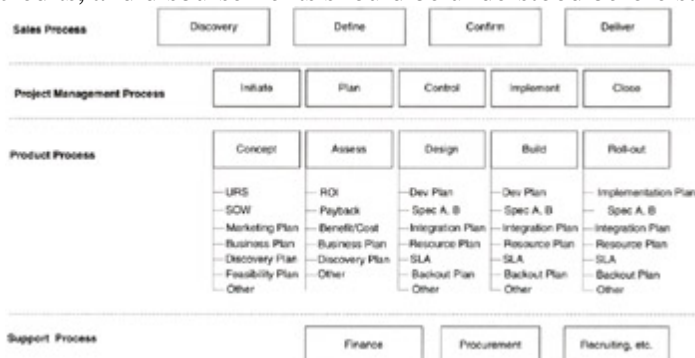 Sales Process Discovery Define Confirm Deliver
Project Management Process Initiate Plan Control Implement Close
Product Process Concept Assess Design Build Roll-out
URS ROI Dev Plan Dev Plan Implementation Plan
SOW Payback Spec A, B Spec A, B Spec A, B
Marketing Plan Benefit/Cost Integration Plan Integration Plan Integration Plan
Business Plan Business Plan Resource Plan Resource Plan Resource Plan
Discovery Plan Discovery Plan SLA SLA SLA
Feasibility Plan Other Backout Plan Backout Plan Backout Plan
Other Other Other Other
Support Process Finance Procurement Recruiting, etc.